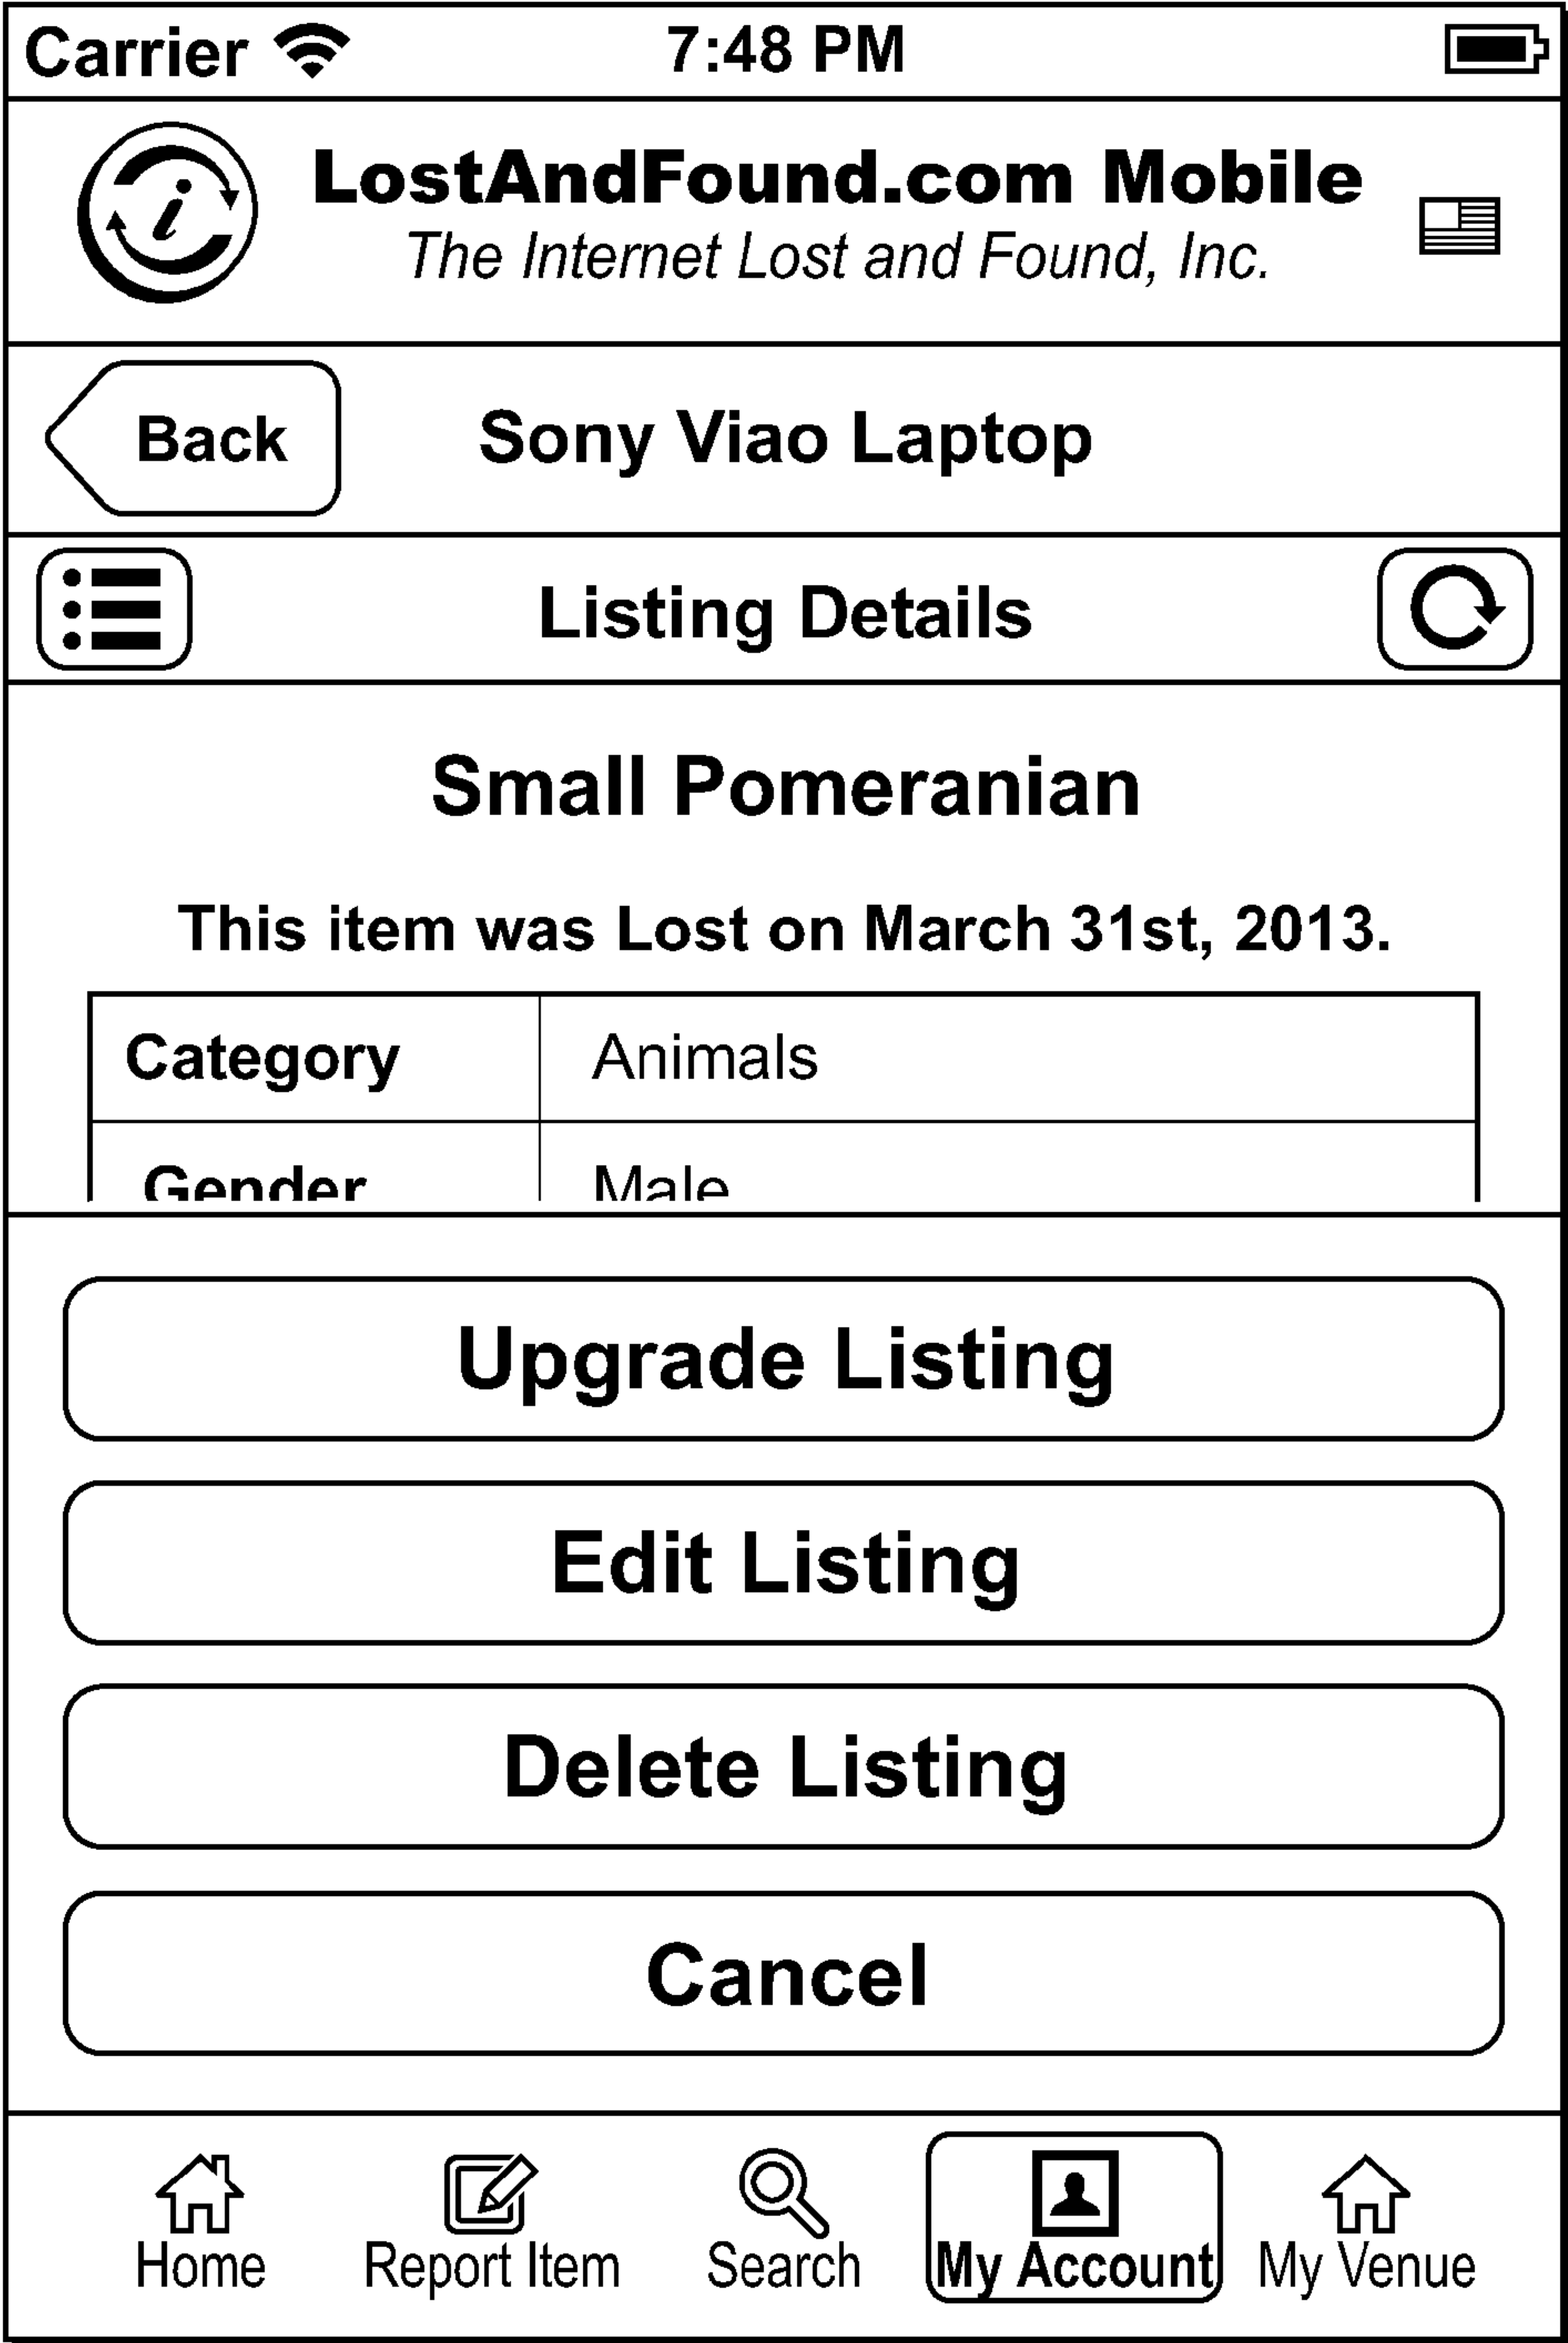 Carrier 7:48 PM
i
LostAndFound.com Mobile
The Internet Lost and Found, Inc.
Back Sony Viao Laptop
Listing Details
Small Pomeranian
This item was Lost on March 31st, 2013.
Category Animals
Gender Male
Upgrade Listing
Edit Listing
Delete Listing
Cancel
Home Report Item Search My Account My Venue